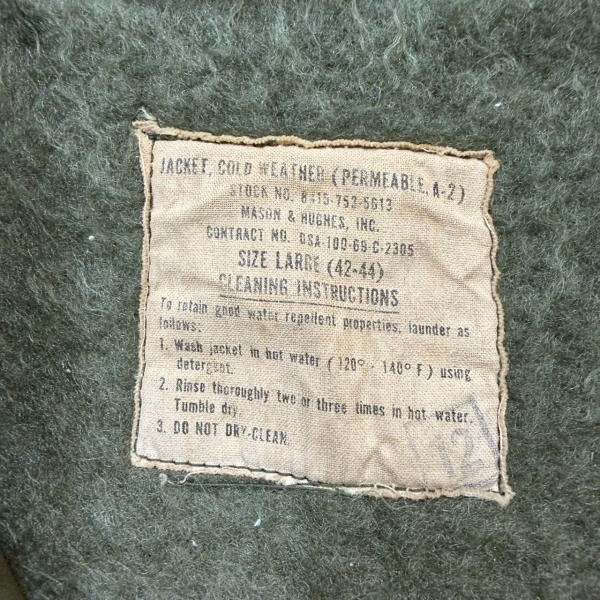 JACKET, COLD WEATHER (PERMEABLE, A-2)
STOCK NO. 8415-752-5613
MASON & HUGHES, INC.
CONTRACT NO. DSA-100-69-C-2305
SIZE LARGE (42-44)
CLEANING INSTRUCTIONS
To retain good water repellent properties, launder as
follows:
1. Wash jacket in hot water (120° - 140° F) using
detergent.
2. Rinse thoroughly two or three times in hot water.
Tumble dry.
3. DO NOT DRY-CLEAN.
12